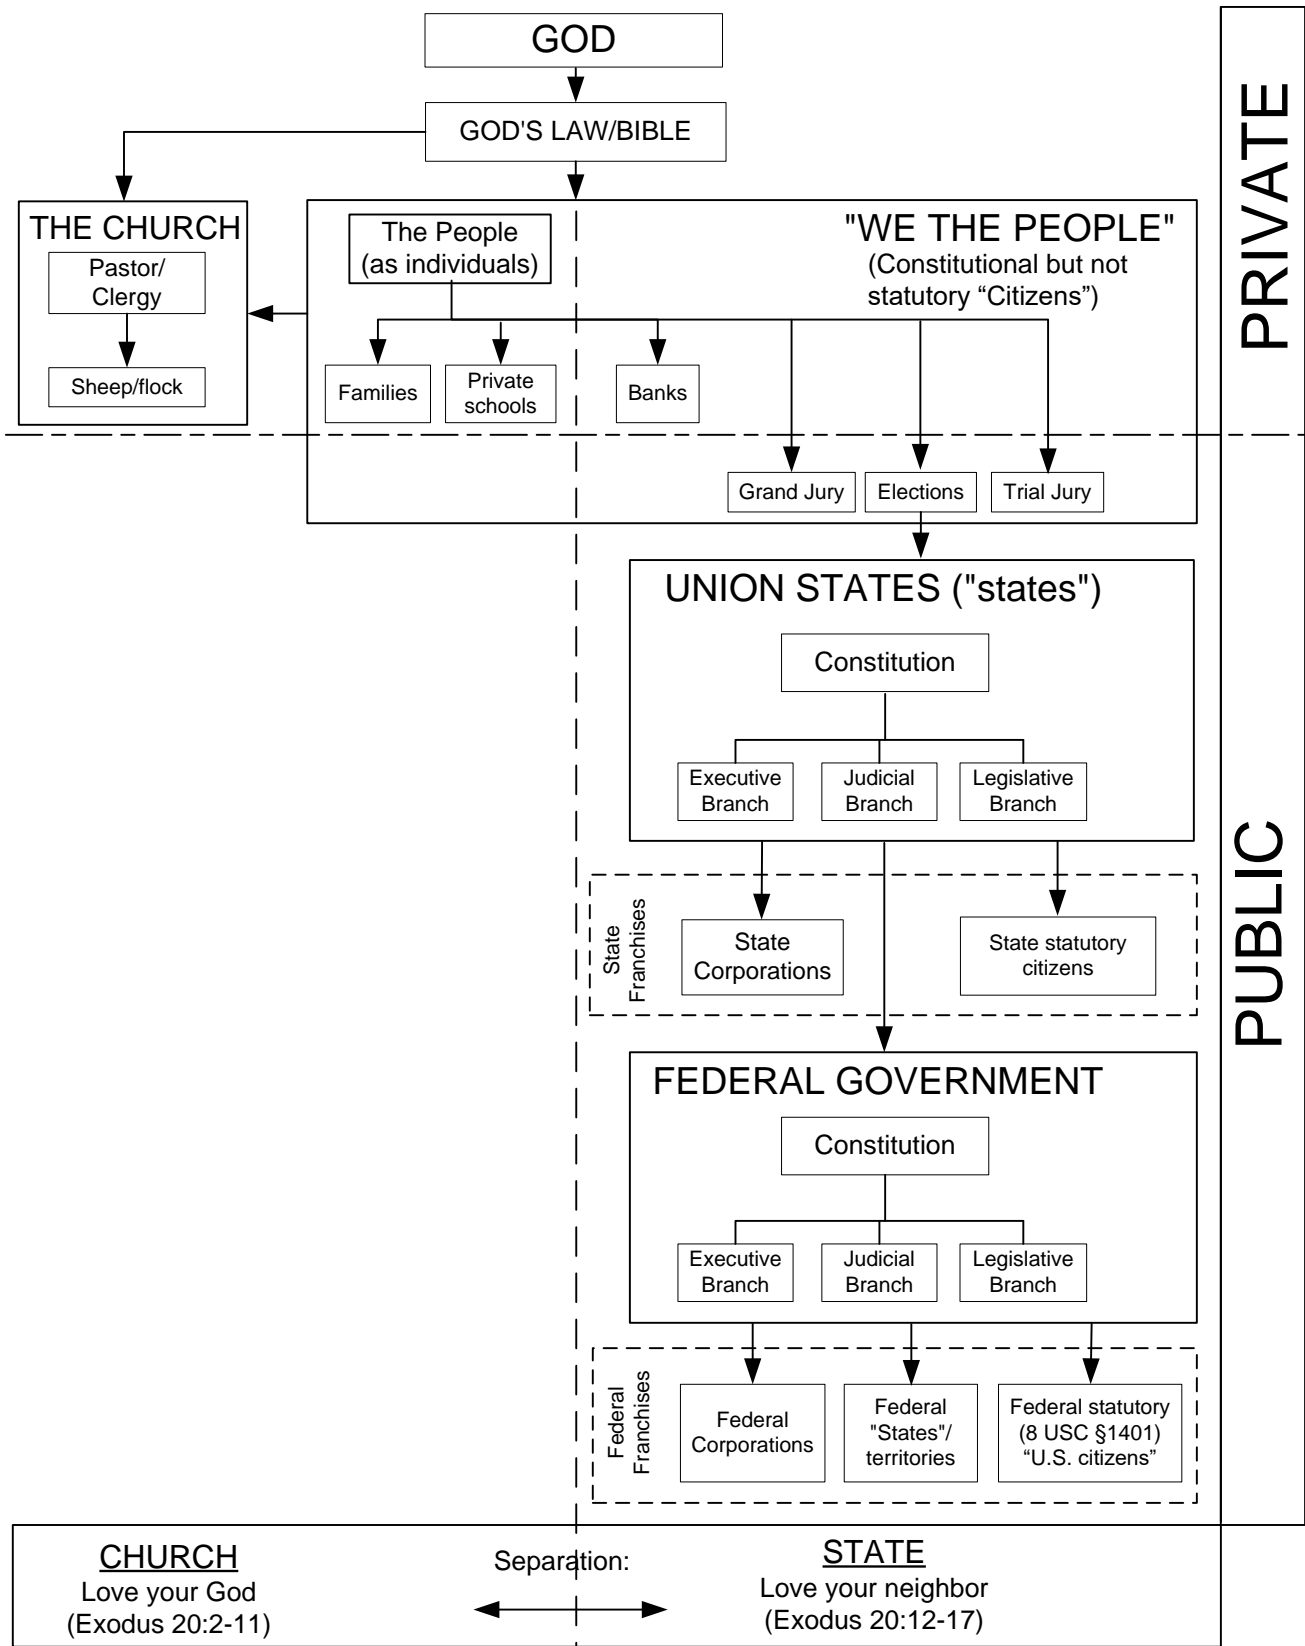 GOD
GOD'S LAW/BIBLE
PRIVATE
THE CHURCH
Pastor/
Clergy
Sheep/flock
The People
(as individuals)
"WE THE PEOPLE"
(Constitutional but not
statutory “Citizens”)
Families
Private
schools
Banks
Grand Jury
Elections
Trial Jury
PUBLIC
UNION STATES ("states")
Constitution
Executive
Branch
Judicial
Branch
Legislative
Branch
State
Franchises
State
Corporations
State statutory
citizens
FEDERAL GOVERNMENT
Constitution
Executive
Branch
Judicial
Branch
Legislative
Branch
Federal
Franchises
Federal
Corporations
Federal
"States"/
territories
Federal statutory
(8 USC §1401)
“U.S. citizens”
CHURCH
Love your God
(Exodus 20:2-11)
Separation:
STATE
Love your neighbor
(Exodus 20:12-17)